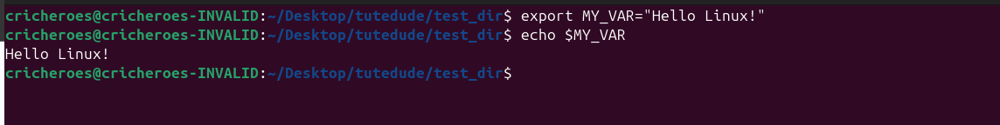 cricheroes@cricheroes-INVALID:~/Desktop/tutedude/test_dir$ export MY_VAR="Hello Linux!"
cricheroes@cricheroes-INVALID:~/Desktop/tutedude/test_dir$ echo $MY_VAR
Hello Linux!
cricheroes@cricheroes-INVALID:~/Desktop/tutedude/test_dir$